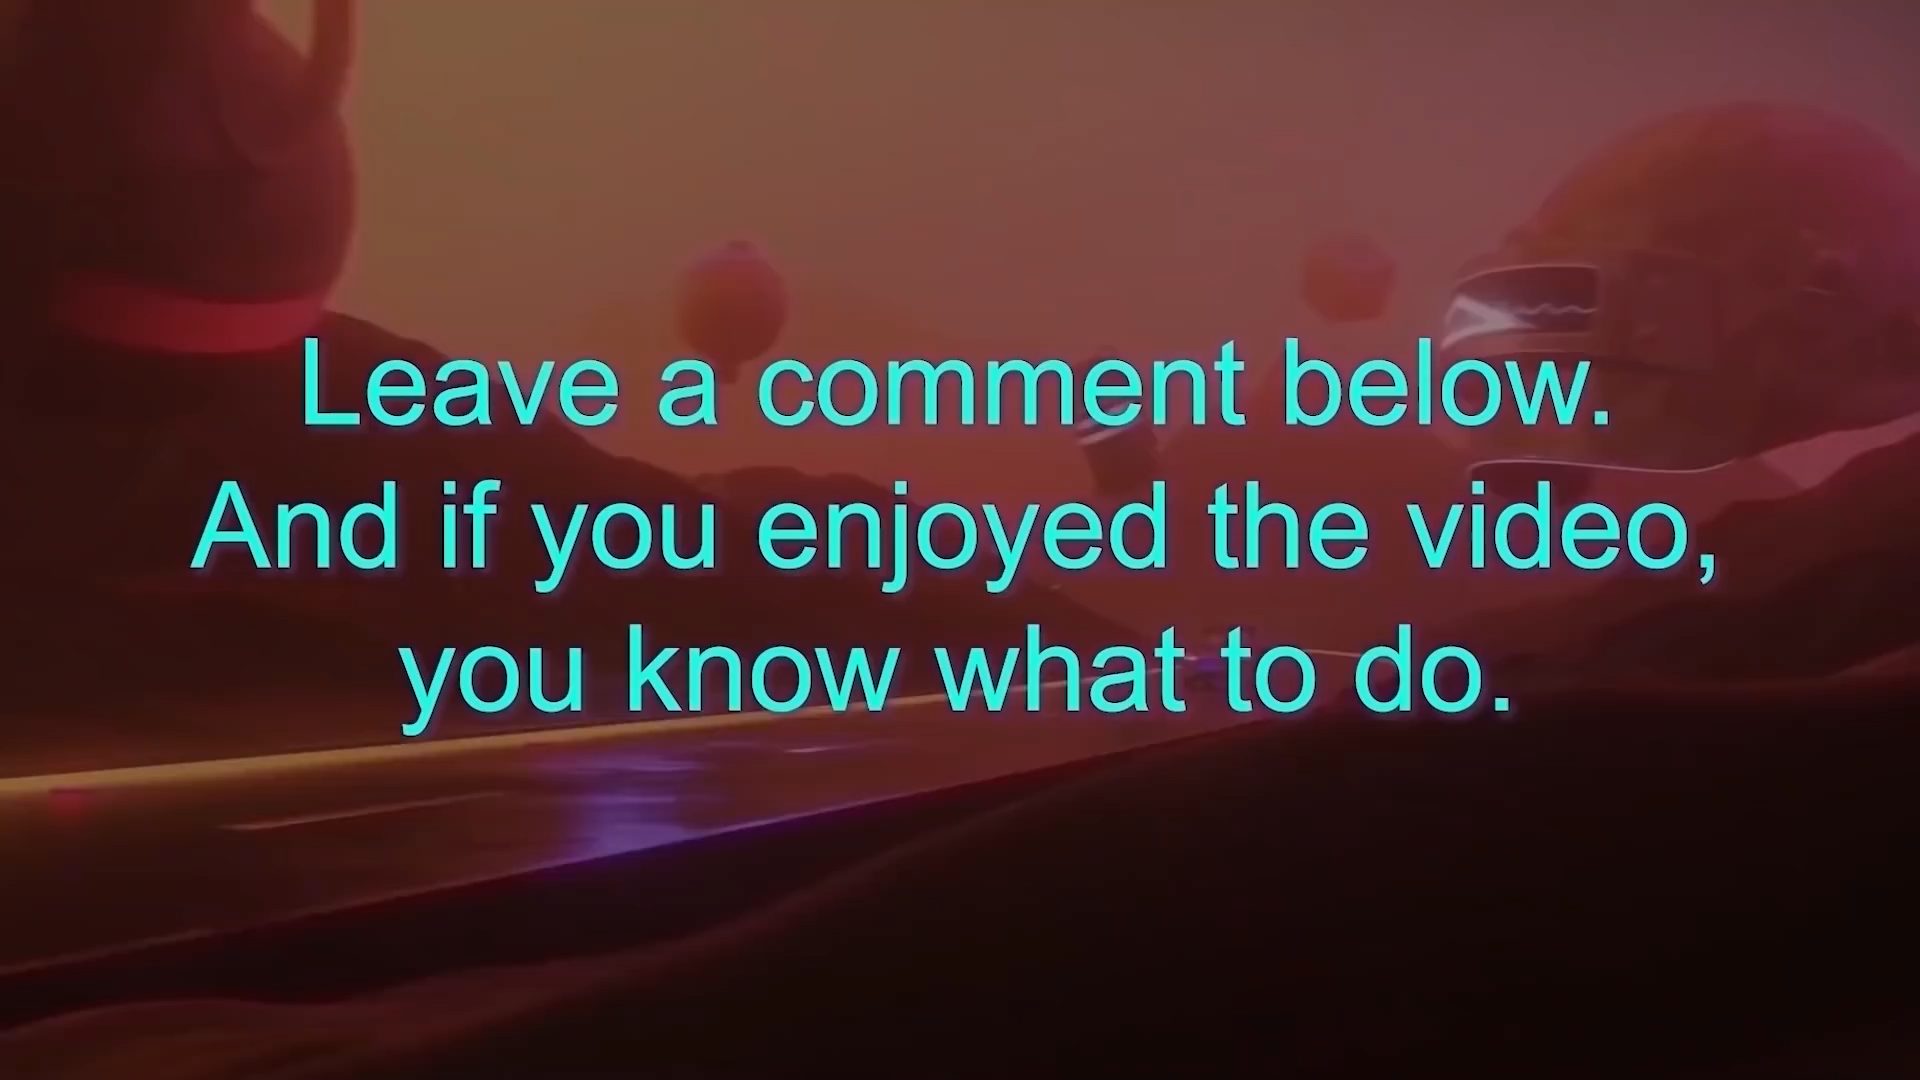 Leave a comment below.
And if you enjoyed the video,
you know what to do.